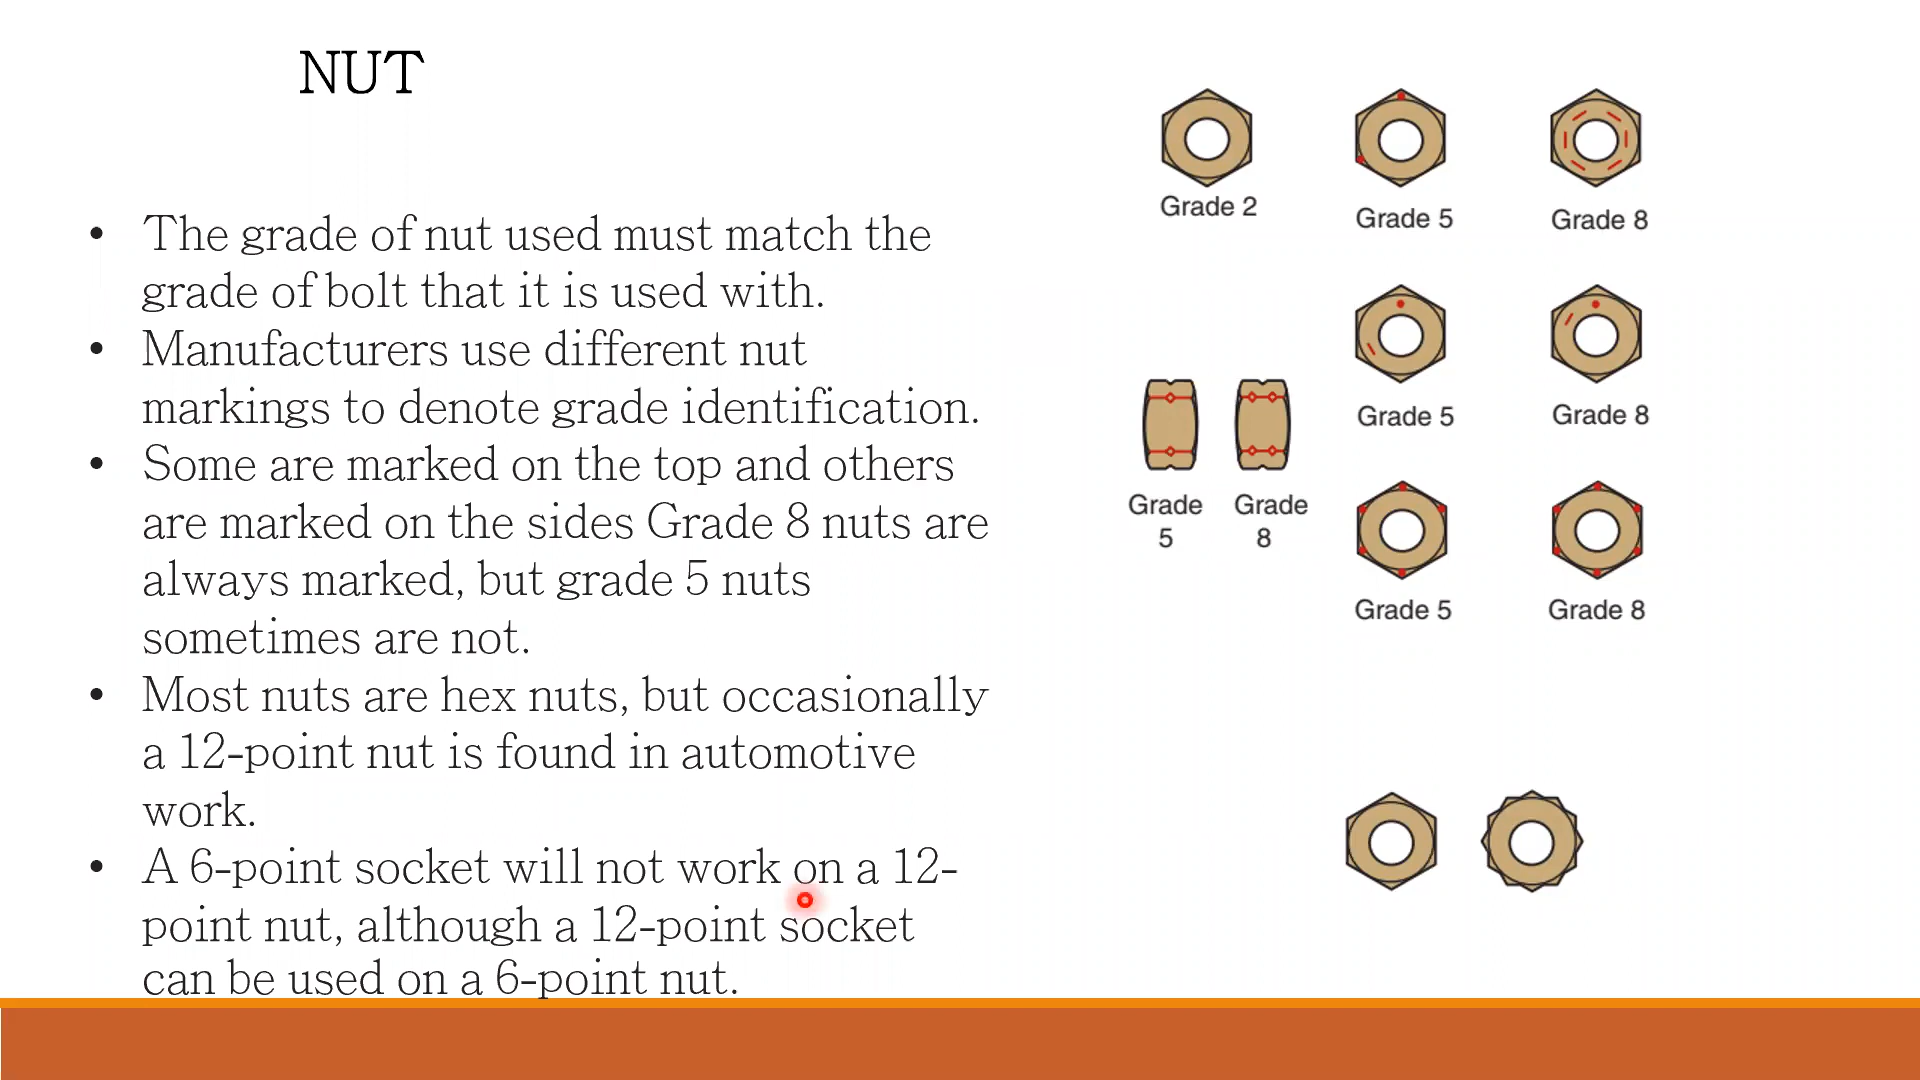 NUT
• The grade of nut used must match the
grade of bolt that it is used with.
• Manufacturers use different nut
markings to denote grade identification.
• Some are marked on the top and others
are marked on the sides Grade 8 nuts are
always marked, but grade 5 nuts
sometimes are not.
• Most nuts are hex nuts, but occasionally
a 12-point nut is found in automotive
work.
• A 6-point socket will not work on a 12-
point nut, although a 12-point socket
can be used on a 6-point nut.
Grade 2
Grade 5
Grade 8
Grade 5
Grade 8
Grade
5
Grade
8
Grade 5
Grade 8